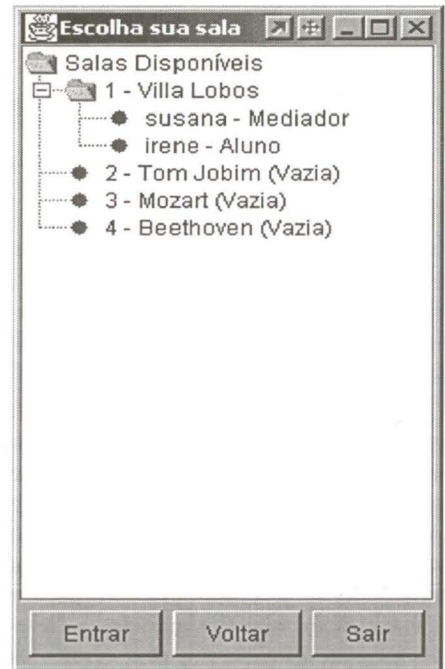 Escolha sua sala
Salas Disponíveis
1 - Villa Lobos
susana - Mediador
irene - Aluno
2 - Tom Jobim (Vazia)
3 - Mozart (Vazia)
4 - Beethoven (Vazia)
Entrar Voltar Sair